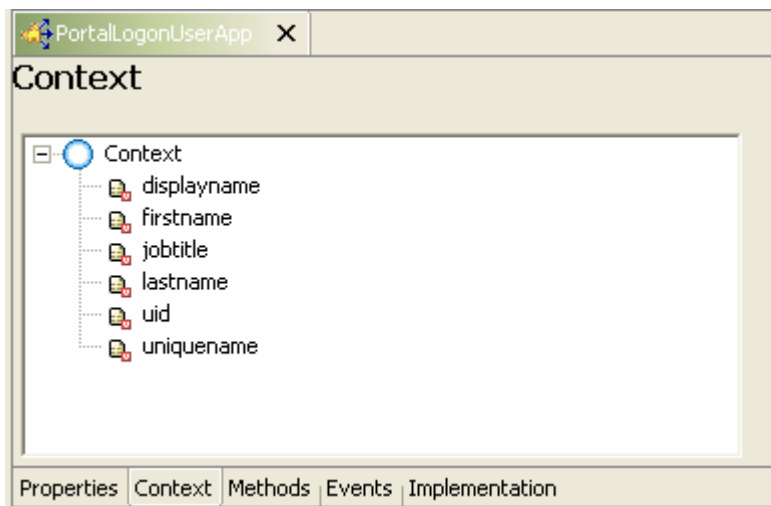 PortalLogonUserApp
Context
Context
displayname
firstname
jobtitle
lastname
uid
uniquename
Properties Context Methods Events Implementation